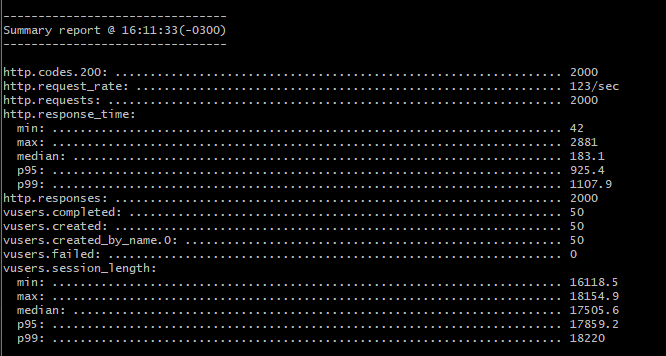 --------------------------------
Summary report @ 16:11:33(-0300)
--------------------------------
http.codes.200: ................................................................ 2000
http.request_rate: ............................................................. 123/sec
http.requests: ................................................................. 2000
http.response_time:
  min: ......................................................................... 42
  max: ......................................................................... 2881
  median: ...................................................................... 183.1
  p95: ......................................................................... 925.4
  p99: ......................................................................... 1107.9
http.responses: ................................................................ 2000
vusers.completed: .............................................................. 50
vusers.created: ................................................................ 50
vusers.created_by_name.0: ...................................................... 50
vusers.failed: ................................................................. 0
vusers.session_length:
  min: ......................................................................... 16118.5
  max: ......................................................................... 18154.9
  median: ...................................................................... 17505.6
  p95: ......................................................................... 17859.2
  p99: ......................................................................... 18220